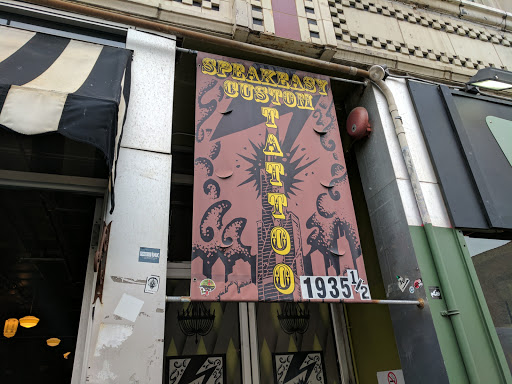 SPEAKEASY
CUSTOM
TATTOO
1935 1/2